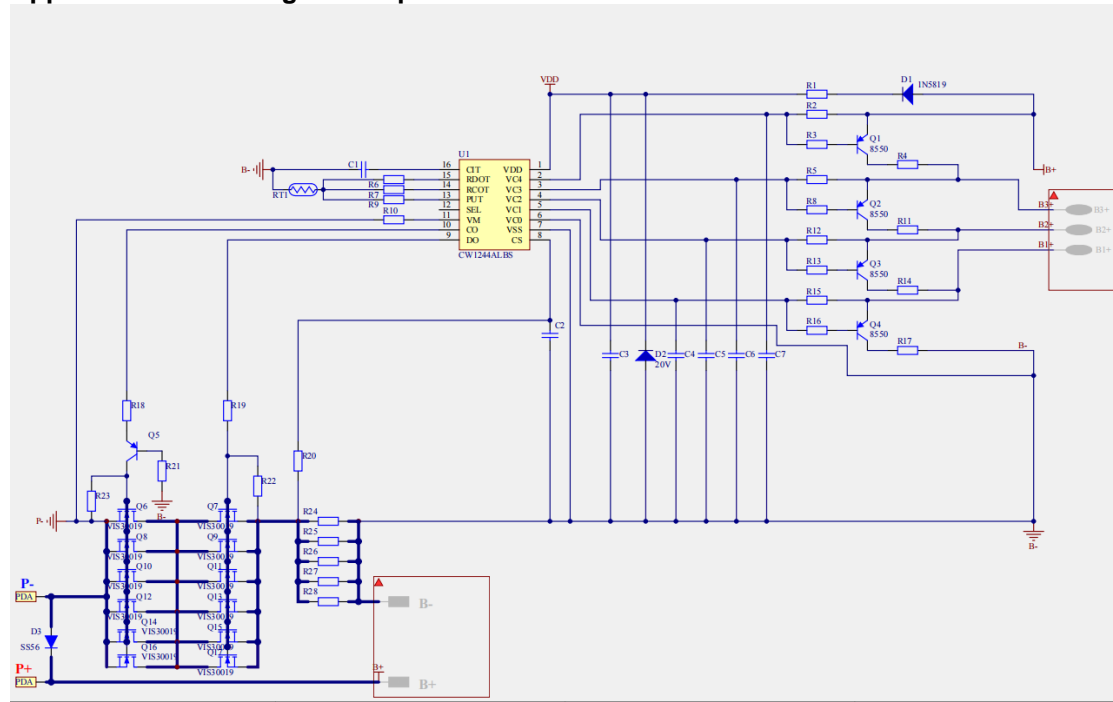 VDD
R1
D1
IN5819
R2
R3
Q1
8550
R4
B+
U1
C1
B-
RT1
R6
R7
R9
R10
16 CIT VDD 1
15 RDOT VC4 2
14 RCOT VC3 3
13 PUT VC2 4
12 SEL VC1 5
11 VM VC0 6
10 CO VSS 7
9 DO CS 8
CW1244ALBS
R5
R8
Q2
8550
R11
B3+ B3+
B2+ B2+
B1+ B1+
R12
R13
Q3
8550
R14
R15
R16
Q4
8550
R17
B-
C2
C3
D2
20V
C4
C5
C6
C7
R18
R19
Q5
R21
B-
R20
R22
R23
P-
Q6
VIS30019
Q7
VIS30019
Q8
VIS30019
Q9
VIS30019
Q10
VIS30019
Q11
VIS30019
Q12
VIS30019
Q13
VIS30019
Q14
VIS30019
Q15
VIS30019
Q16
Q17
VIS30019
R24
R25
R26
R27
R28
B-
P-
PDA
D3
SS56
P+
PDA
B-
B+
B+